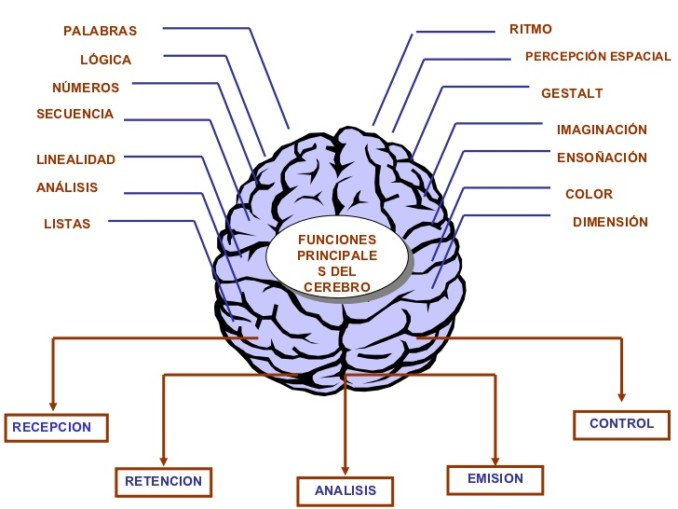 PALABRAS
LÓGICA
NÚMEROS
SECUENCIA
LINEALIDAD
ANÁLISIS
LISTAS
RITMO
PERCEPCIÓN ESPACIAL
GESTALT
IMAGINACIÓN
ENSOÑACIÓN
COLOR
DIMENSIÓN
FUNCIONES
PRINCIPALE
S DEL
CEREBRO
RECEPCION
RETENCION
ANALISIS
EMISION
CONTROL